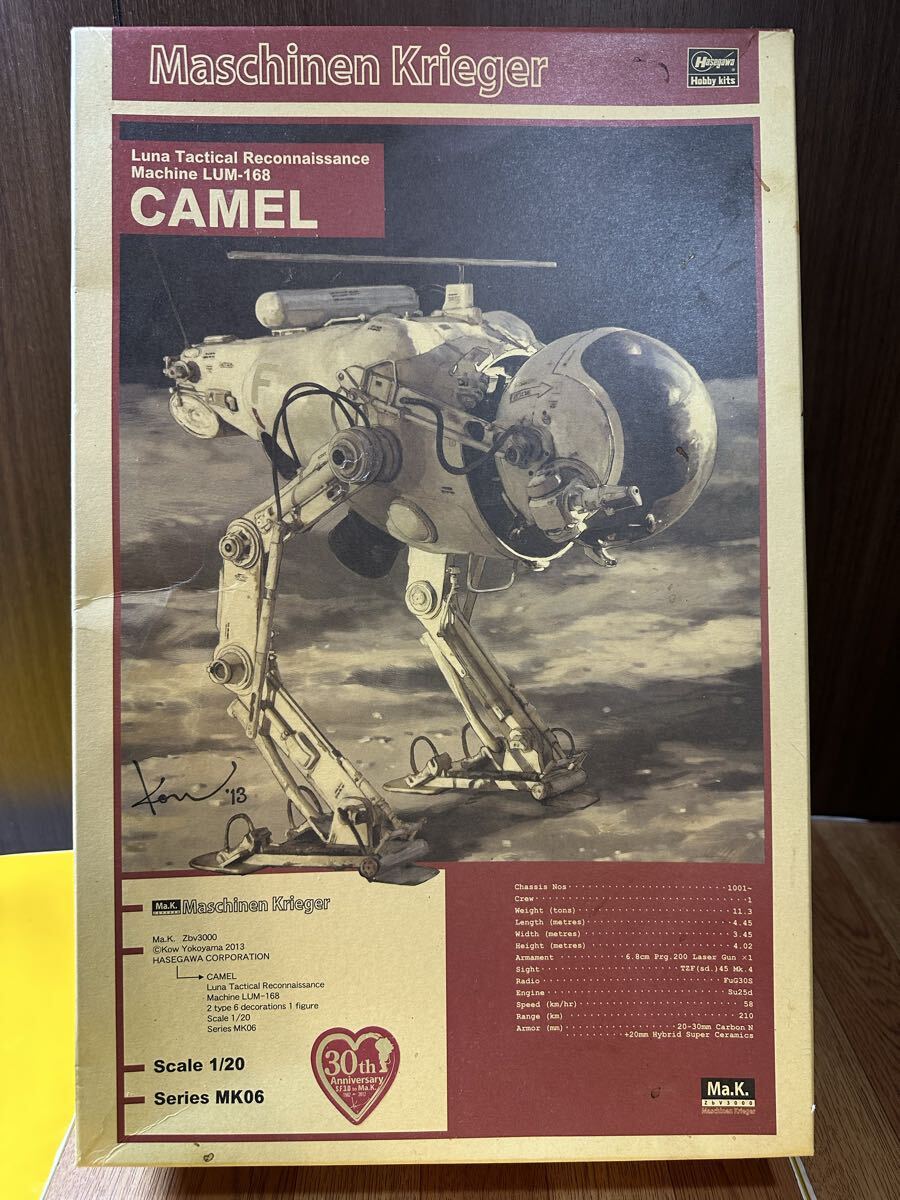 Maschinen Krieger
Hasegawa
Hobby kits
Luna Tactical Reconnaissance
Machine LUM-168
CAMEL
Kow '13
Ma.K. Maschinen Krieger
Ma.K. Zbv3000
©Kow Yokoyama 2013
HASEGAWA CORPORATION
CAMEL
Luna Tactical Reconnaissance
Machine LUM-168
2 type 6 decorations 1 figure
Scale 1/20
Series MK06
Scale 1/20
Series MK06
30th
Anniversary
S.F.3.D to Ma.K.
1982 - 2012
Chassis Nos 1001~
Crew 1
Weight (tons) 11.3
Length (metres) 4.45
Width (metres) 3.45
Height (metres) 4.02
Armament 6.8cm Prg.200 Laser Gun ×1
Sight TZF(sd.)45 Mk.4
Radio FuG30S
Engine Su25d
Speed (km/hr) 58
Range (km) 210
Armor (mm) 20-30mm Carbon N
+20mm Hybrid Super Ceramics
Ma.K.
ZbV3000
Maschinen Krieger